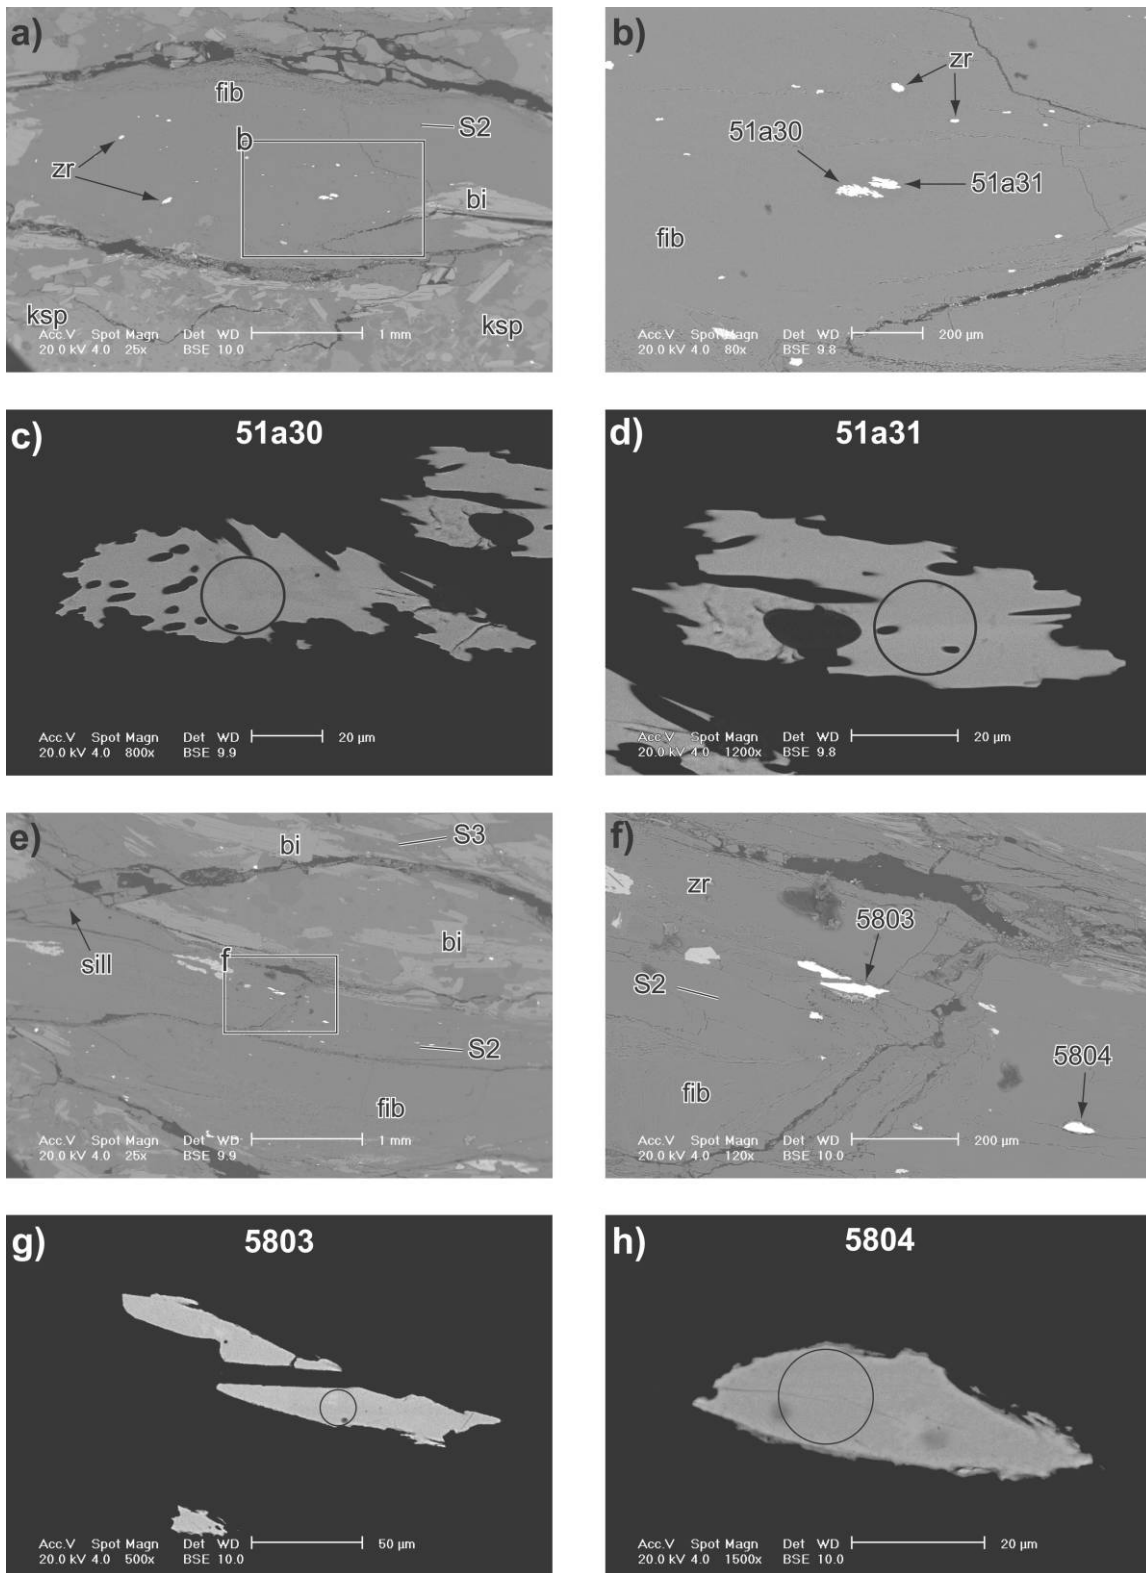 a)
fib
b
S2
zr
bi
ksp
ksp
Acc.V Spot Magn Det WD 1 mm
20.0 kV 4.0 25x BSE 10.0
b)
zr
51a30
51a31
fib
Acc.V Spot Magn Det WD 200 µm
20.0 kV 4.0 80x BSE 9.8
c)
51a30
Acc.V Spot Magn Det WD 20 µm
20.0 kV 4.0 800x BSE 9.9
d)
51a31
Acc.V Spot Magn Det WD 20 µm
20.0 kV 4.0 1200x BSE 9.8
e)
S3
bi
bi
sill
f
S2
fib
Acc.V Spot Magn Det WD 1 mm
20.0 kV 4.0 25x BSE 9.9
f)
zr
5803
S2
5804
fib
Acc.V Spot Magn Det WD 200 µm
20.0 kV 4.0 120x BSE 10.0
g)
5803
Acc.V Spot Magn Det WD 50 µm
20.0 kV 4.0 500x BSE 10.0
h)
5804
Acc.V Spot Magn Det WD 20 µm
20.0 kV 4.0 1500x BSE 10.0